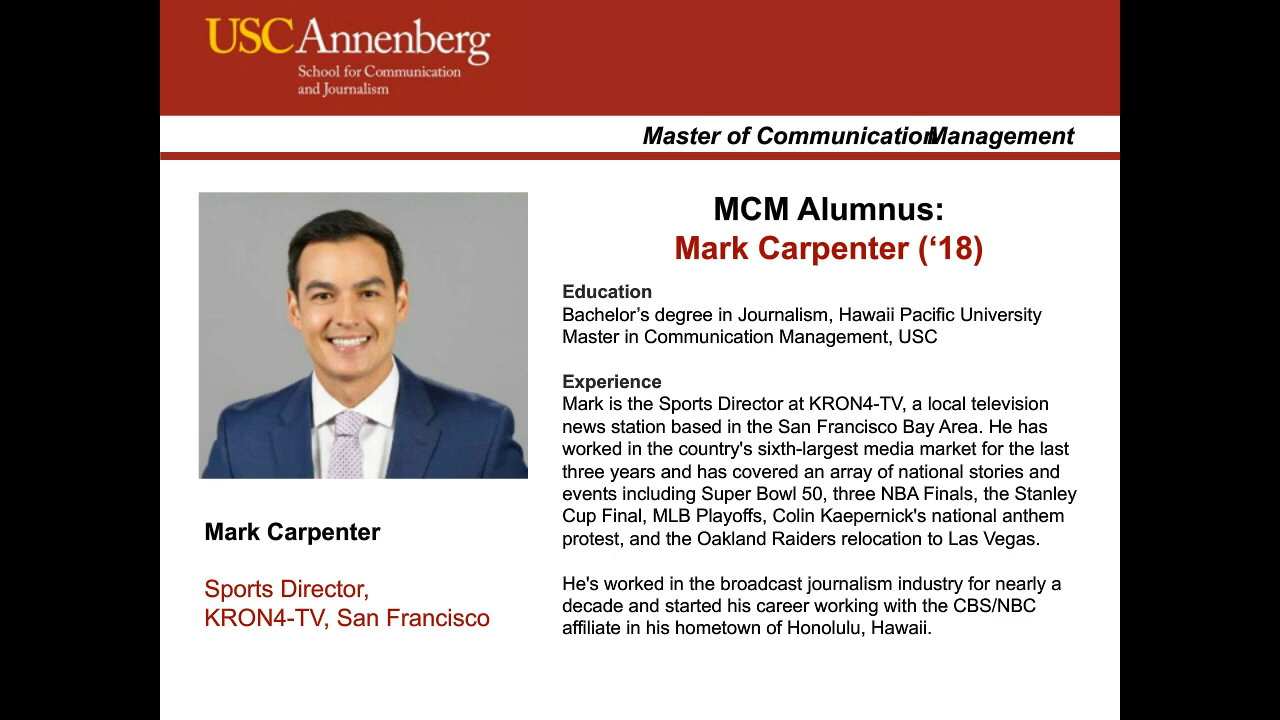 USC Annenberg
School for Communication
and Journalism
Master of Communication Management
MCM Alumnus:
Mark Carpenter (‘18)
Education
Bachelor’s degree in Journalism, Hawaii Pacific University
Master in Communication Management, USC
Experience
Mark is the Sports Director at KRON4-TV, a local television
news station based in the San Francisco Bay Area. He has
worked in the country's sixth-largest media market for the last
three years and has covered an array of national stories and
events including Super Bowl 50, three NBA Finals, the Stanley
Cup Final, MLB Playoffs, Colin Kaepernick's national anthem
protest, and the Oakland Raiders relocation to Las Vegas.
He's worked in the broadcast journalism industry for nearly a
decade and started his career working with the CBS/NBC
affiliate in his hometown of Honolulu, Hawaii.
Mark Carpenter
Sports Director,
KRON4-TV, San Francisco